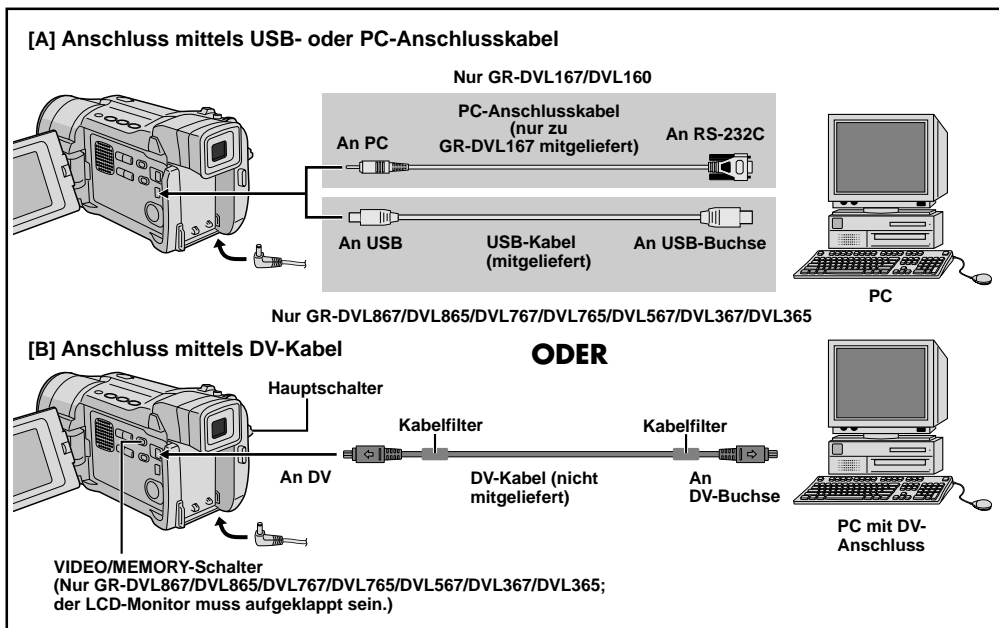 [A] Anschluss mittels USB- oder PC-Anschlusskabel
Nur GR-DVL167/DVL160
PC-Anschlusskabel
(nur zu
GR-DVL167 mitgeliefert)
An PC
An RS-232C
An USB
USB-Kabel
(mitgeliefert)
An USB-Buchse
PC
Nur GR-DVL867/DVL865/DVL767/DVL765/DVL567/DVL367/DVL365
[B] Anschluss mittels DV-Kabel
ODER
Hauptschalter
Kabelfilter
Kabelfilter
An DV
DV-Kabel (nicht
mitgeliefert)
An
DV-Buchse
PC mit DV-
Anschluss
VIDEO/MEMORY-Schalter
(Nur GR-DVL867/DVL865/DVL767/DVL765/DVL567/DVL367/DVL365;
der LCD-Monitor muss aufgeklappt sein.)